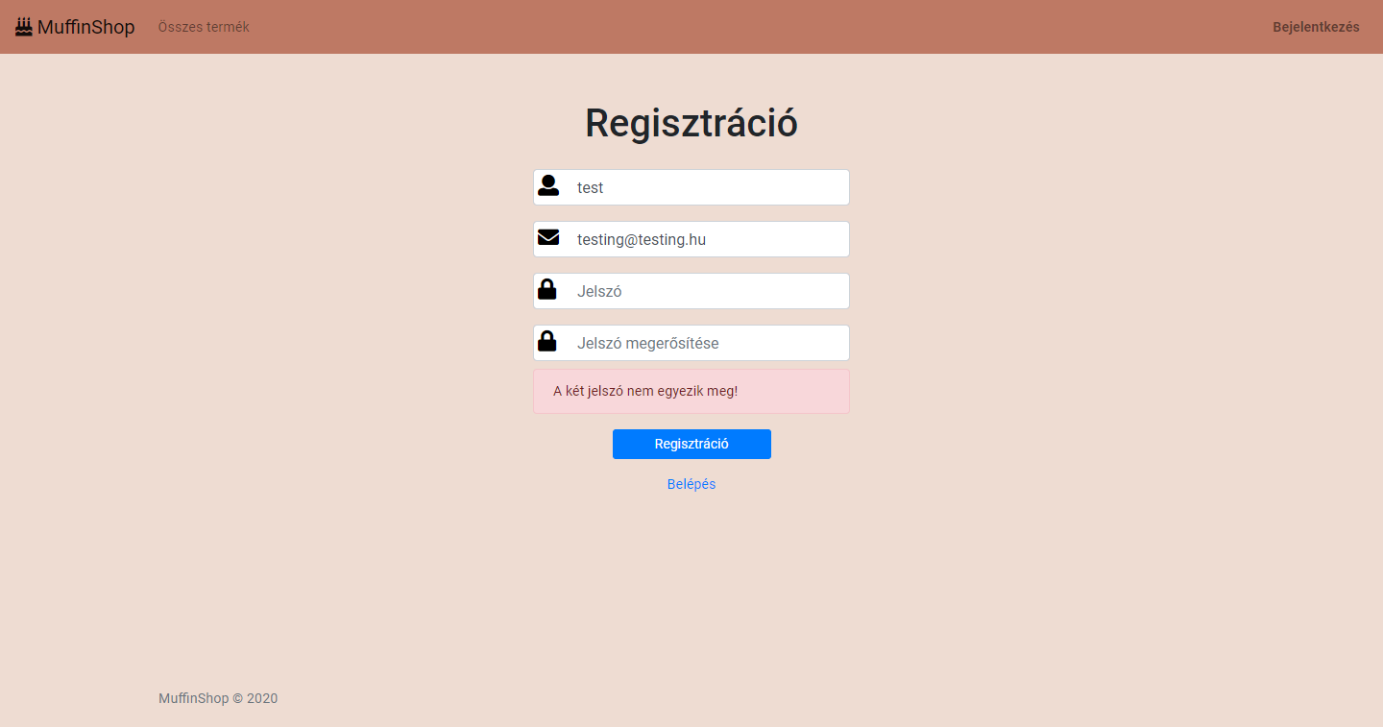 MuffinShop Összes termék Bejelentkezés
Regisztráció
test
testing@testing.hu
Jelszó
Jelszó megerősítése
A két jelszó nem egyezik meg!
Regisztráció
Belépés
MuffinShop © 2020